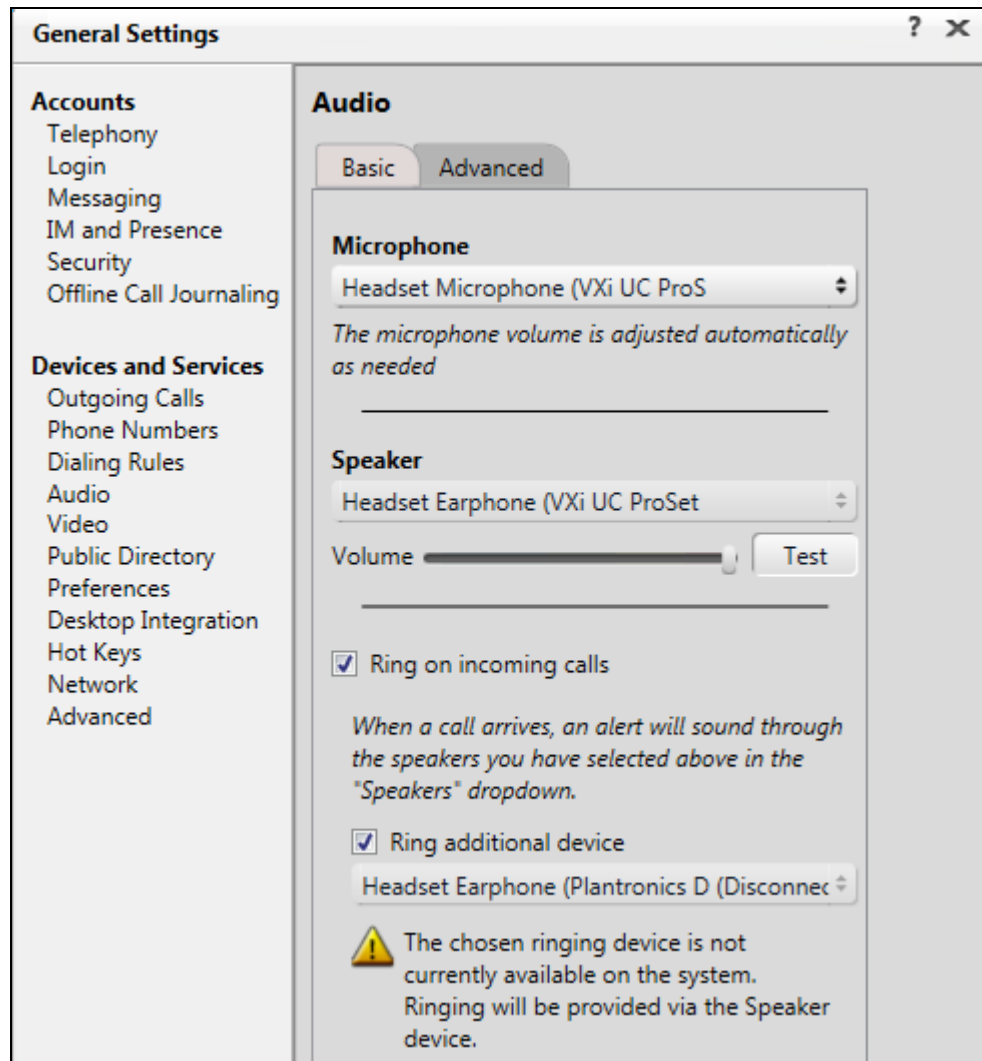 General Settings
?
Accounts
Telephony
Login
Messaging
IM and Presence
Security
Offline Call Journaling
Devices and Services
Outgoing Calls
Phone Numbers
Dialing Rules
Audio
Video
Public Directory
Preferences
Desktop Integration
Hot Keys
Network
Advanced
Audio
Basic
Advanced
Microphone
Headset Microphone (VXi UC ProS
The microphone volume is adjusted automatically
as needed
Speaker
Headset Earphone (VXi UC ProSet
Volume
Test
Ring on incoming calls
When a call arrives, an alert will sound through
the speakers you have selected above in the
"Speakers" dropdown.
Ring additional device
Headset Earphone (Plantronics D (Disconnec
The chosen ringing device is not
currently available on the system.
Ringing will be provided via the Speaker
device.